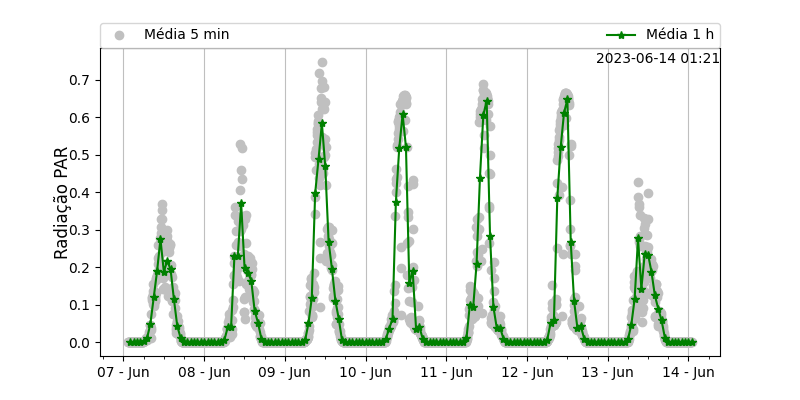 Média 5 min
Média 1 h
2023-06-14 01:21
Radiação PAR
0.7
0.6
0.5
0.4
0.3
0.2
0.1
0.0
07 - Jun 08 - Jun 09 - Jun 10 - Jun 11 - Jun 12 - Jun 13 - Jun 14 - Jun